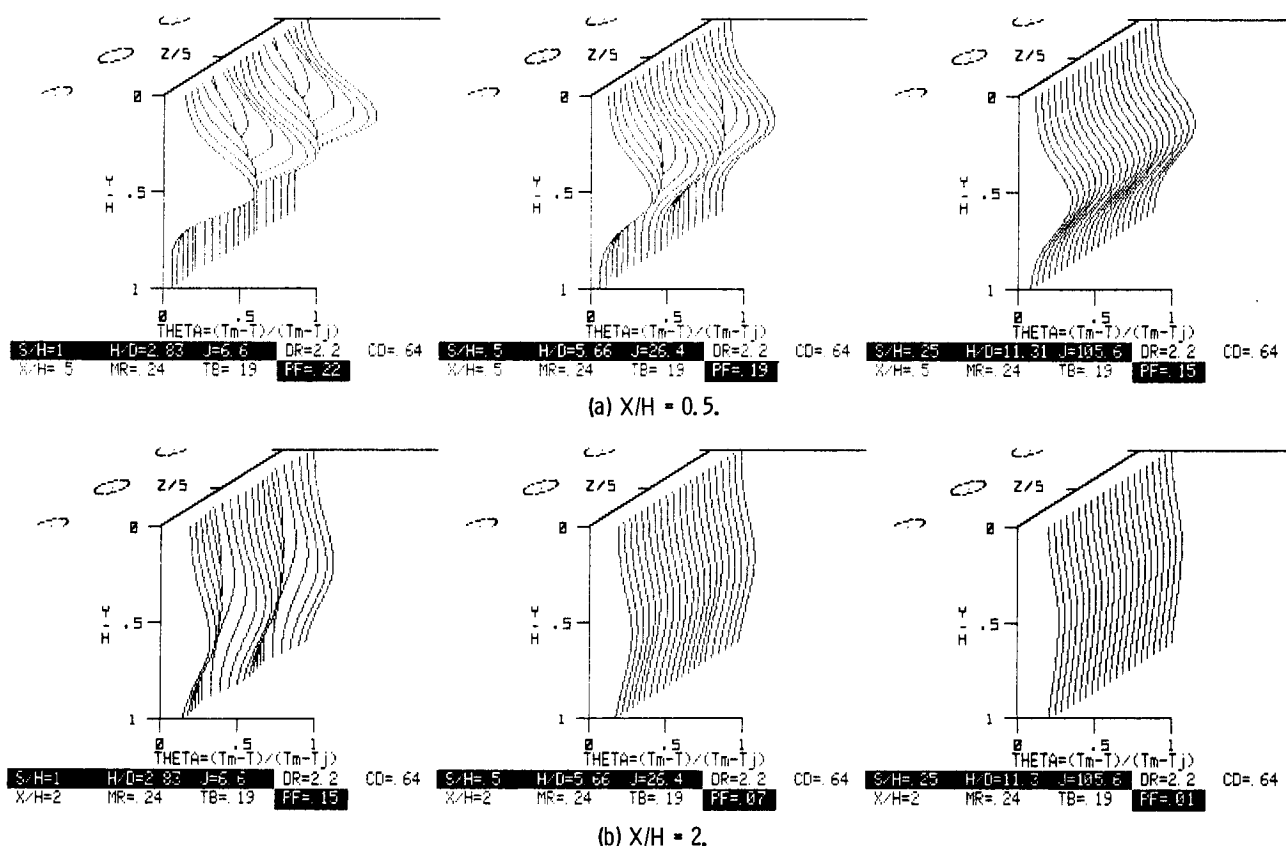 Z/S Z/S Z/S
0 0 0
Y/H .5 Y/H .5 Y/H .5
1 1 1
0 .5 1 0 .5 1 0 .5 1
THETA=(Tm-T)/(Tm-Tj) THETA=(Tm-T)/(Tm-Tj) THETA=(Tm-T)/(Tm-Tj)
S/H=1 H/D=2.83 J=6.6 DR=2.2 CD=.64 S/H=.5 H/D=5.66 J=26.4 DR=2.2 CD=.64 S/H=.25 H/D=11.31 J=105.6 DR=2.2 CD=.64
X/H=.5 MR=.24 TB=.19 PF=.22 X/H=.5 MR=.24 TB=.19 PF=.19 X/H=.5 MR=.24 TB=.19 PF=.15
(a) X/H = 0.5.
Z/S Z/S Z/S
0 0 0
Y/H .5 Y/H .5 Y/H .5
1 1 1
0 .5 1 0 .5 1 0 .5 1
THETA=(Tm-T)/(Tm-Tj) THETA=(Tm-T)/(Tm-Tj) THETA=(Tm-T)/(Tm-Tj)
S/H=1 H/D=2.83 J=6.6 DR=2.2 CD=.64 S/H=.5 H/D=5.66 J=26.4 DR=2.2 CD=.64 S/H=.25 H/D=11.3 J=105.6 DR=2.2 CD=.64
X/H=2 MR=.24 TB=.19 PF=.15 X/H=2 MR=.24 TB=.19 PF=.07 X/H=2 MR=.24 TB=.19 PF=.01
(b) X/H = 2.